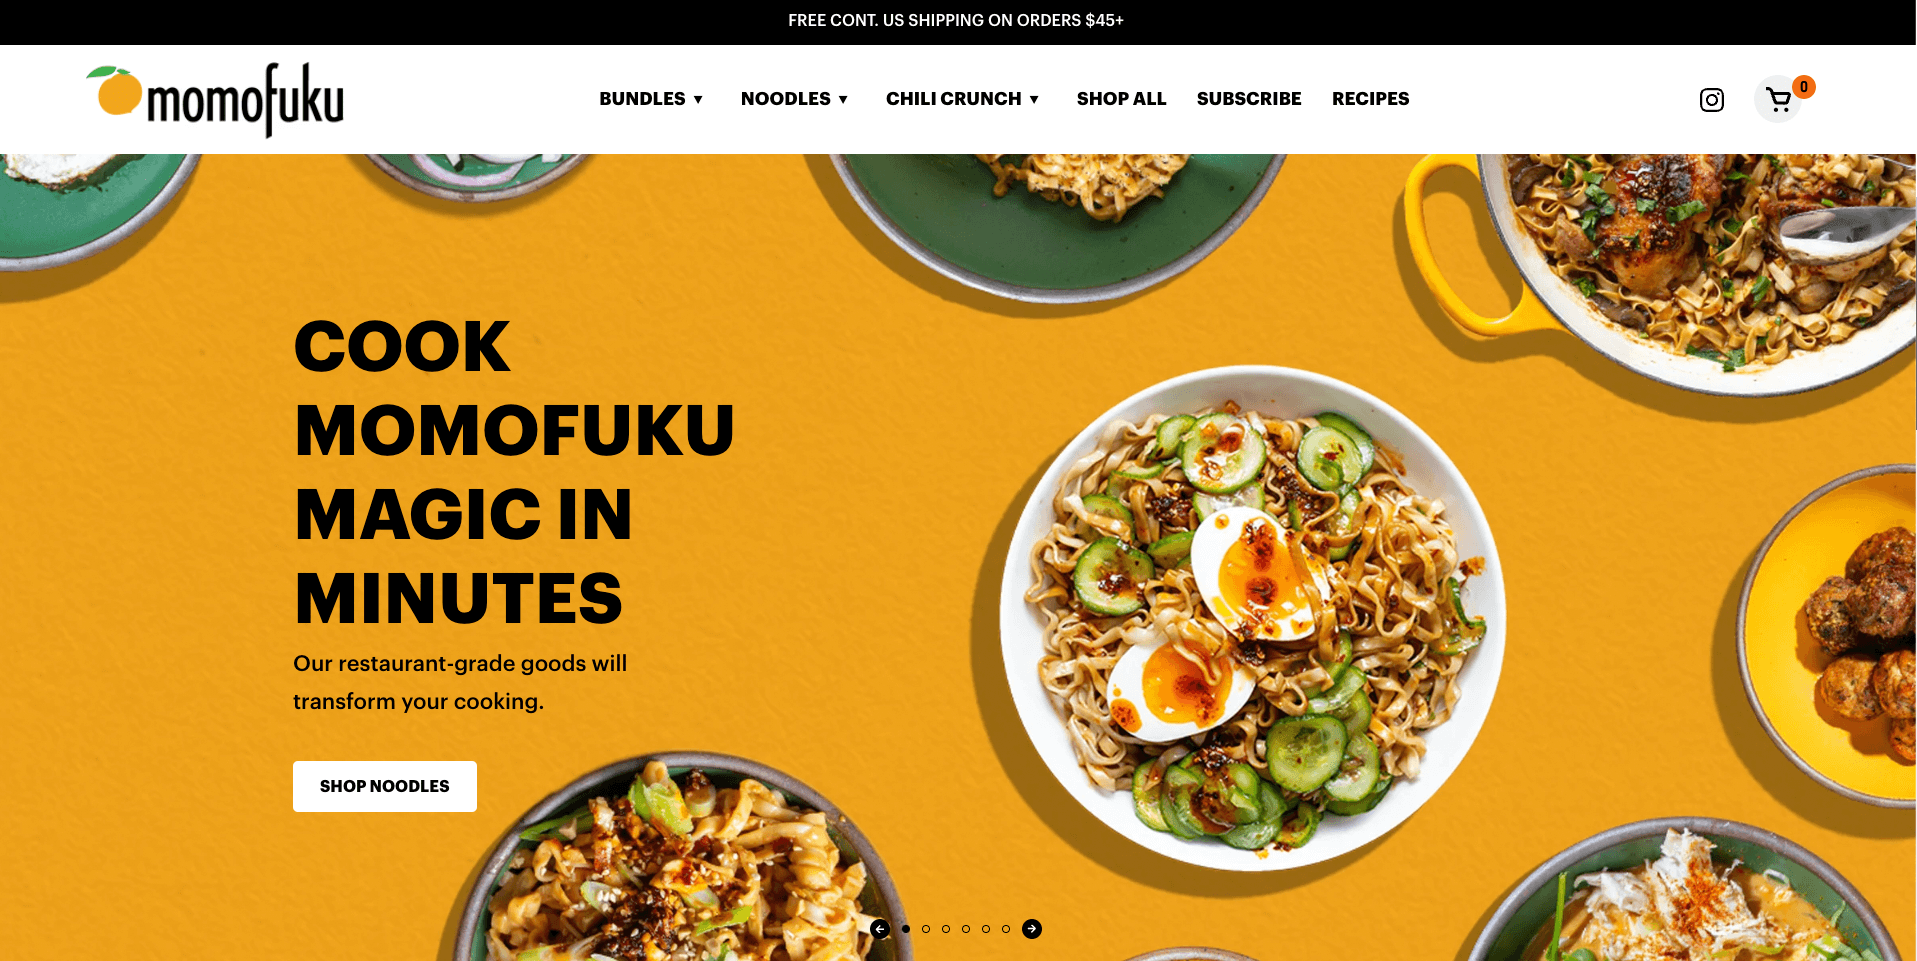 FREE CONT. US SHIPPING ON ORDERS $45+
momofuku
BUNDLES ▼ NOODLES ▼ CHILI CRUNCH ▼ SHOP ALL SUBSCRIBE RECIPES
0
COOK
MOMOFUKU
MAGIC IN
MINUTES
Our restaurant-grade goods will
transform your cooking.
SHOP NOODLES